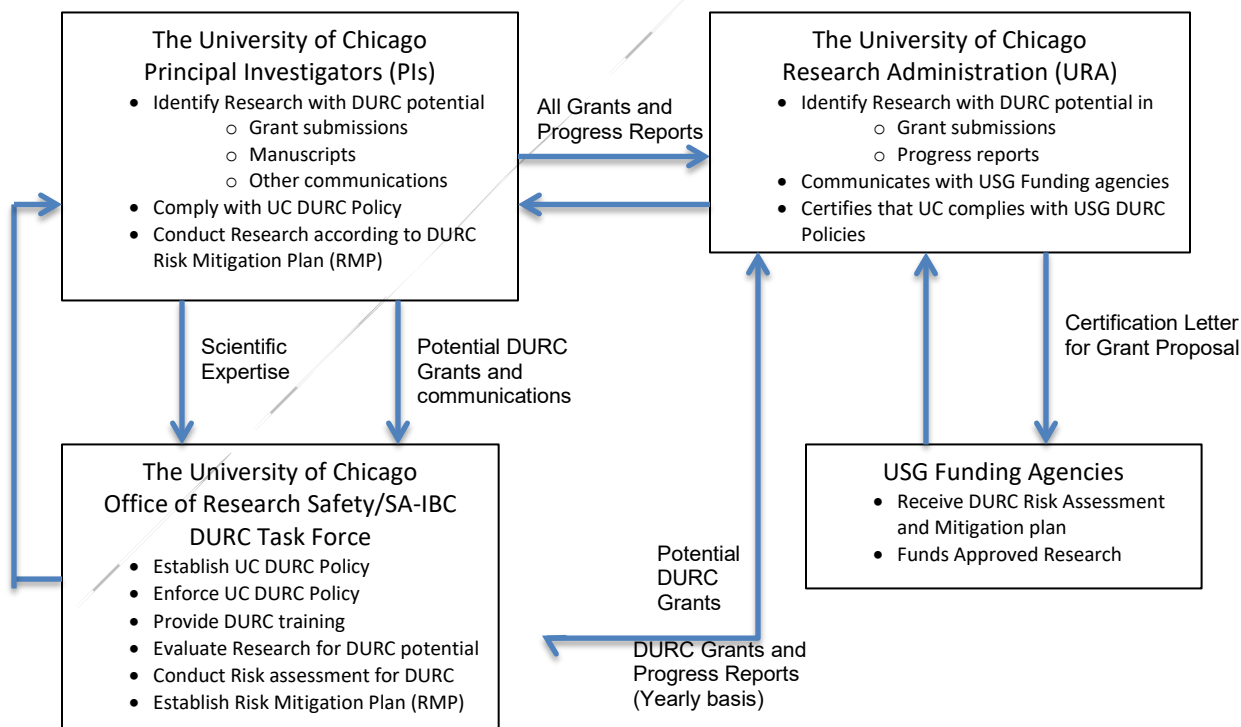 The University of Chicago
Principal Investigators (PIs)
• Identify Research with DURC potential
o Grant submissions
o Manuscripts
o Other communications
• Comply with UC DURC Policy
• Conduct Research according to DURC
Risk Mitigation Plan (RMP)
All Grants and
Progress Reports
The University of Chicago
Research Administration (URA)
• Identify Research with DURC potential in
o Grant submissions
o Progress reports
• Communicates with USG Funding agencies
• Certifies that UC complies with USG DURC
Policies
Scientific
Expertise
Potential DURC
Grants and
communications
Certification Letter
for Grant Proposal
The University of Chicago
Office of Research Safety/SA-IBC
DURC Task Force
• Establish UC DURC Policy
• Enforce UC DURC Policy
• Provide DURC training
• Evaluate Research for DURC potential
• Conduct Risk assessment for DURC
• Establish Risk Mitigation Plan (RMP)
Potential
DURC
Grants
DURC Grants and
Progress Reports
(Yearly basis)
USG Funding Agencies
• Receive DURC Risk Assessment
and Mitigation plan
• Funds Approved Research